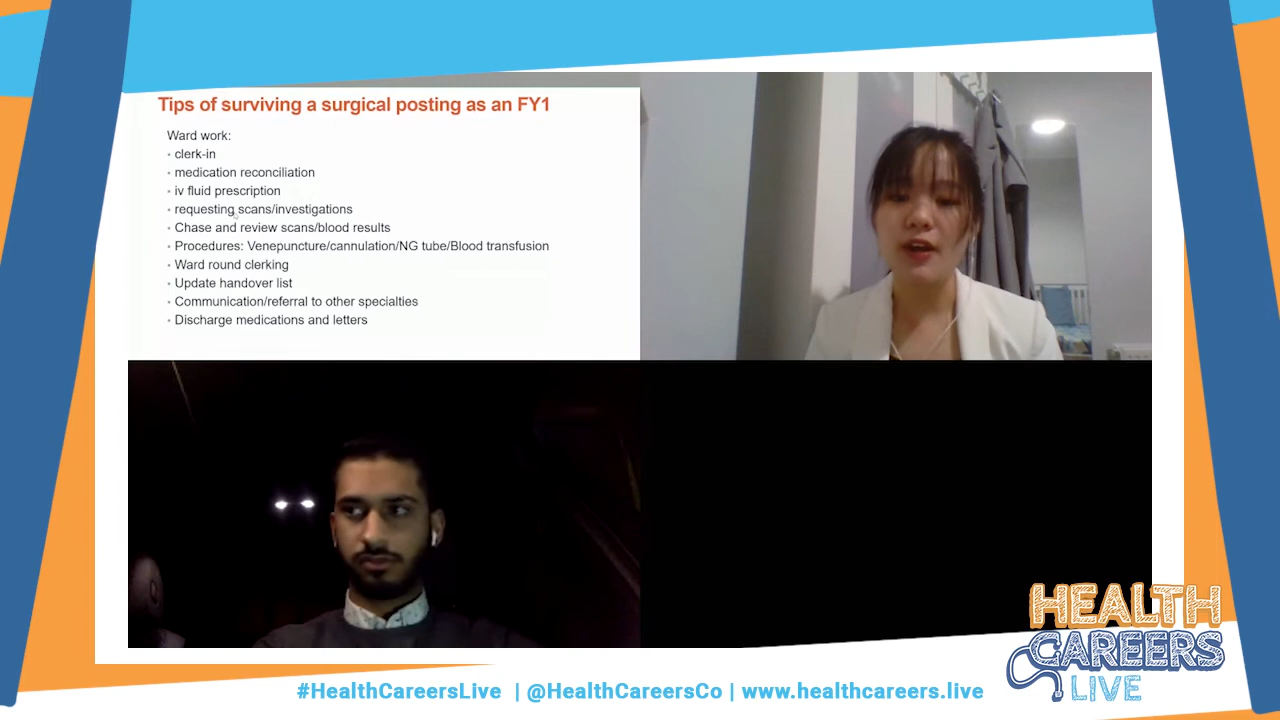 Tips of surviving a surgical posting as an FY1
Ward work:
• clerk-in
• medication reconciliation
• iv fluid prescription
• requesting scans/investigations
• Chase and review scans/blood results
• Procedures: Venepuncture/cannulation/NG tube/Blood transfusion
• Ward round clerking
• Update handover list
• Communication/referral to other specialties
• Discharge medications and letters
HEALTH
CAREERS
LIVE
#HealthCareersLive | @HealthCareersCo | www.healthcareers.live